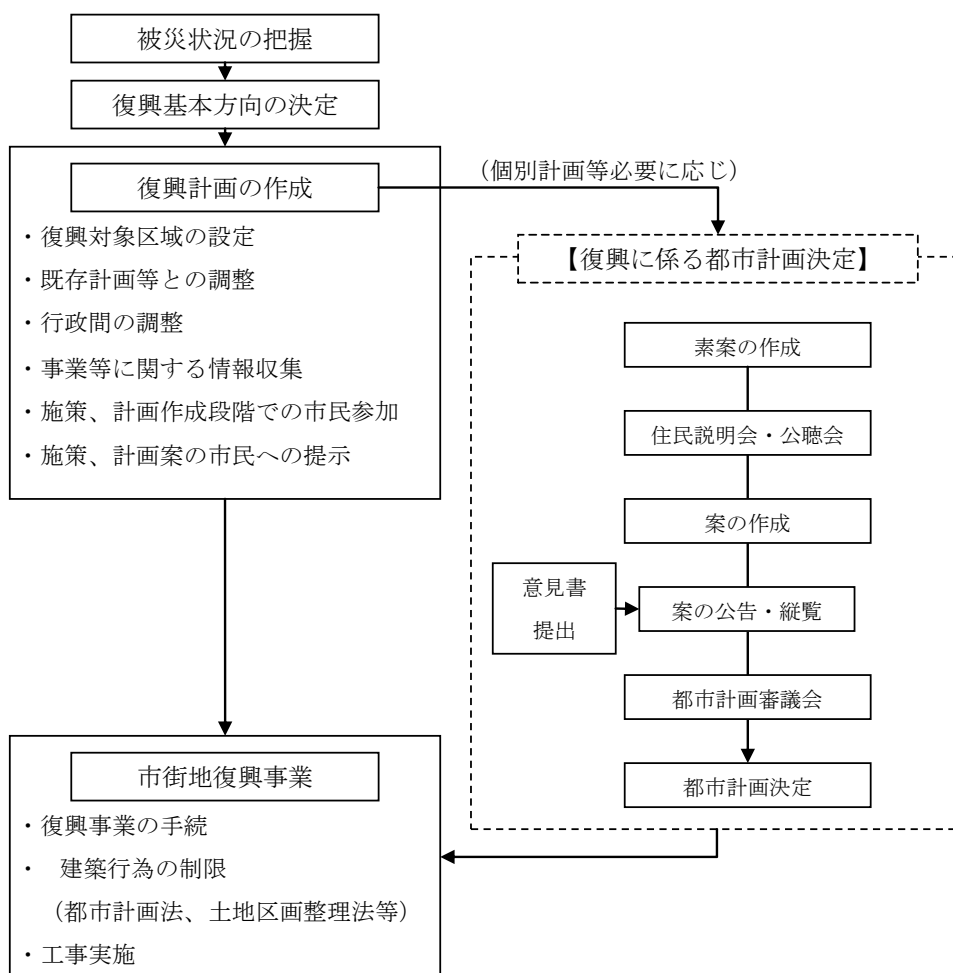 被災状況の把握
復興基本方向の決定
復興計画の作成
・復興対象区域の設定
・既存計画等との調整
・行政間の調整
・事業等に関する情報収集
・施策、計画作成段階での市民参加
・施策、計画案の市民への提示
(個別計画等必要に応じ)
【復興に係る都市計画決定】
素案の作成
住民説明会・公聴会
案の作成
意見書
提出
案の公告・縦覧
都市計画審議会
都市計画決定
市街地復興事業
・復興事業の手続
・ 建築行為の制限
(都市計画法、土地区画整理法等)
・工事実施